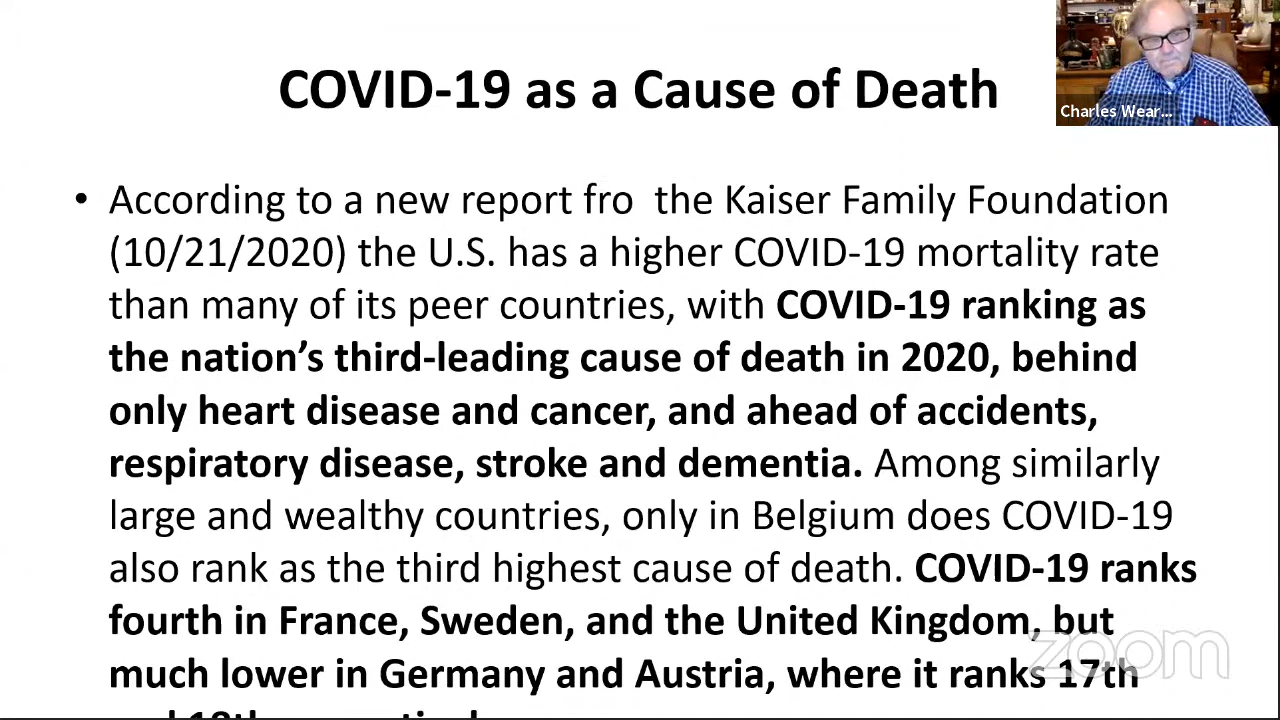 COVID-19 as a Cause of Death
Charles Wear...
• According to a new report fro the Kaiser Family Foundation
(10/21/2020) the U.S. has a higher COVID-19 mortality rate
than many of its peer countries, with COVID-19 ranking as
the nation’s third-leading cause of death in 2020, behind
only heart disease and cancer, and ahead of accidents,
respiratory disease, stroke and dementia. Among similarly
large and wealthy countries, only in Belgium does COVID-19
also rank as the third highest cause of death. COVID-19 ranks
fourth in France, Sweden, and the United Kingdom, but
much lower in Germany and Austria, where it ranks 17th
zoom